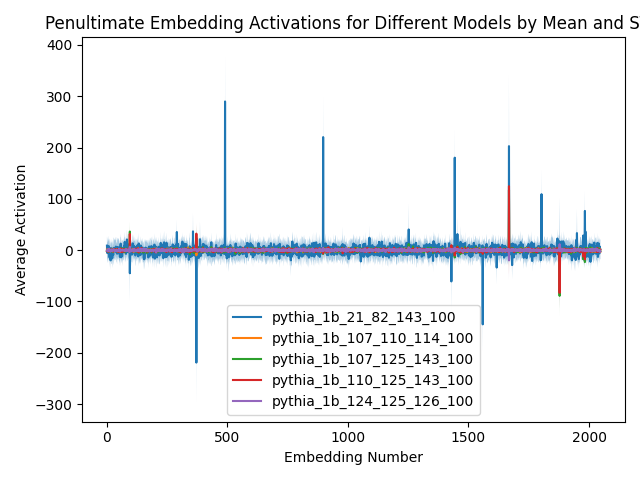 Penultimate Embedding Activations for Different Models by Mean and S
400
300
200
100
0
−100
−200
−300
Average Activation
pythia_1b_21_82_143_100
pythia_1b_107_110_114_100
pythia_1b_107_125_143_100
pythia_1b_110_125_143_100
pythia_1b_124_125_126_100
0 500 1000 1500 2000
Embedding Number